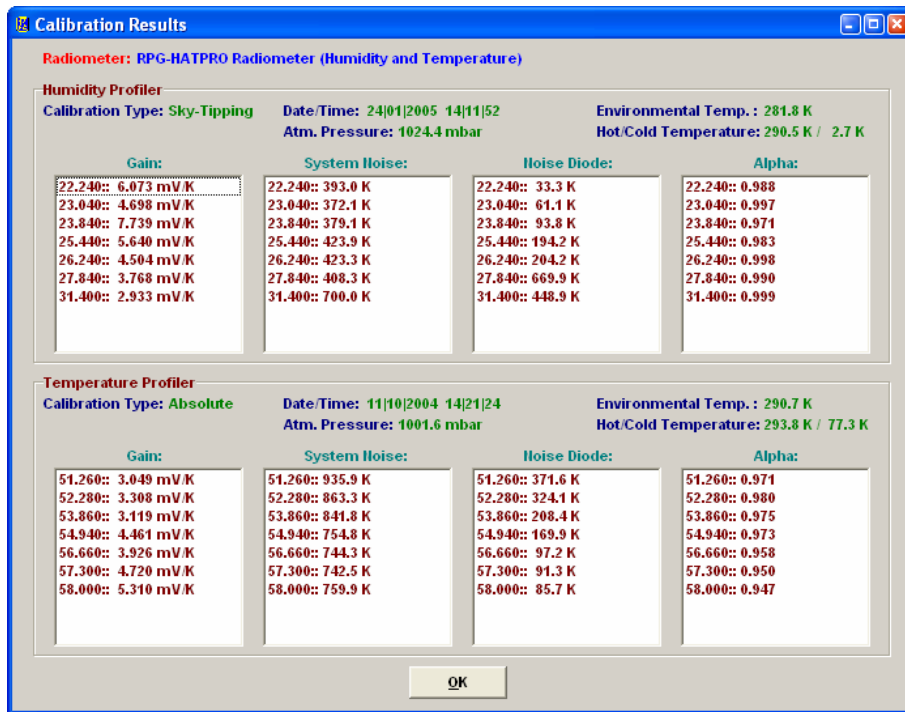 Calibration Results
Radiometer: RPG-HATPRO Radiometer (Humidity and Temperature)
Humidity Profiler
Calibration Type: Sky-Tipping Date/Time: 24|01|2005 14|11|52 Environmental Temp. : 281.8 K
Atm. Pressure: 1024.4 mbar Hot/Cold Temperature: 290.5 K / 2.7 K
Gain: System Noise: Noise Diode: Alpha:
22.240:: 6.073 mV/K 22.240:: 393.0 K 22.240:: 33.3 K 22.240:: 0.988
23.040:: 4.698 mV/K 23.040:: 372.1 K 23.040:: 61.1 K 23.040:: 0.997
23.840:: 7.739 mV/K 23.840:: 379.1 K 23.840:: 93.8 K 23.840:: 0.971
25.440:: 5.640 mV/K 25.440:: 423.9 K 25.440:: 194.2 K 25.440:: 0.983
26.240:: 4.504 mV/K 26.240:: 423.3 K 26.240:: 204.2 K 26.240:: 0.998
27.840:: 3.768 mV/K 27.840:: 408.3 K 27.840:: 669.9 K 27.840:: 0.990
31.400:: 2.933 mV/K 31.400:: 700.0 K 31.400:: 448.9 K 31.400:: 0.999
Temperature Profiler
Calibration Type: Absolute Date/Time: 11|10|2004 14|21|24 Environmental Temp. : 290.7 K
Atm. Pressure: 1001.6 mbar Hot/Cold Temperature: 293.8 K / 77.3 K
Gain: System Noise: Noise Diode: Alpha:
51.260:: 3.049 mV/K 51.260:: 935.9 K 51.260:: 371.6 K 51.260:: 0.971
52.280:: 3.308 mV/K 52.280:: 863.3 K 52.280:: 324.1 K 52.280:: 0.980
53.860:: 3.119 mV/K 53.860:: 841.8 K 53.860:: 208.4 K 53.860:: 0.975
54.940:: 4.461 mV/K 54.940:: 754.8 K 54.940:: 169.9 K 54.940:: 0.973
56.660:: 3.926 mV/K 56.660:: 744.3 K 56.660:: 97.2 K 56.660:: 0.958
57.300:: 4.720 mV/K 57.300:: 742.5 K 57.300:: 91.3 K 57.300:: 0.950
58.000:: 5.310 mV/K 58.000:: 759.9 K 58.000:: 85.7 K 58.000:: 0.947
OK